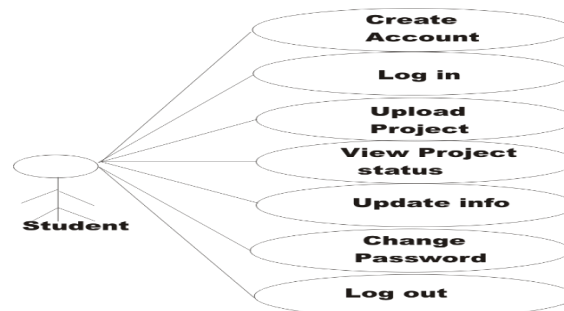 Create
Account
Log in
Upload
Project
View Project
status
Update info
Change
Password
Log out
Student